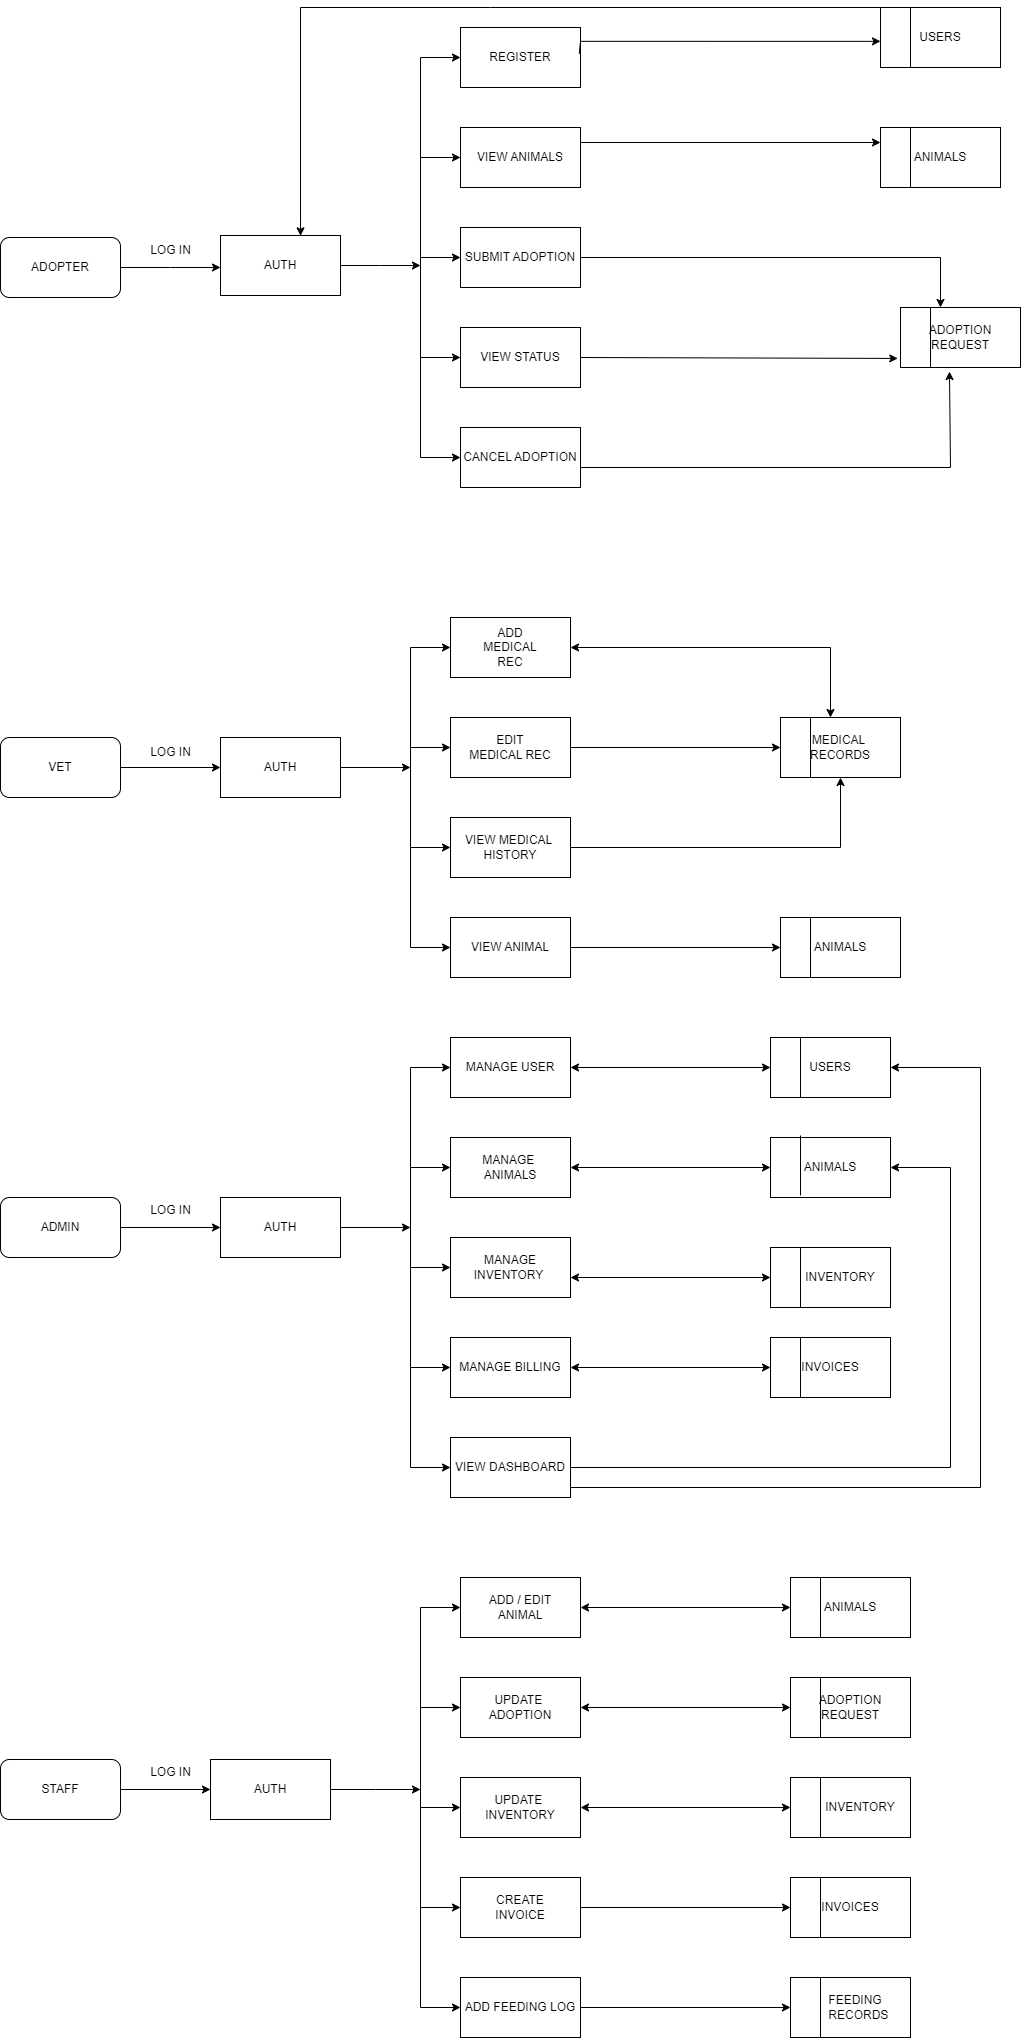 USERS
REGISTER
VIEW ANIMALS
ANIMALS
LOG IN
ADOPTER
AUTH
SUBMIT ADOPTION
ADOPTION
REQUEST
VIEW STATUS
CANCEL ADOPTION
ADD
MEDICAL
REC
LOG IN
VET
AUTH
EDIT
MEDICAL REC
MEDICAL
RECORDS
VIEW MEDICAL
HISTORY
VIEW ANIMAL
ANIMALS
MANAGE USER
USERS
MANAGE
ANIMALS
ANIMALS
LOG IN
ADMIN
AUTH
MANAGE
INVENTORY
INVENTORY
MANAGE BILLING
INVOICES
VIEW DASHBOARD
ADD / EDIT
ANIMAL
ANIMALS
UPDATE
ADOPTION
ADOPTION
REQUEST
LOG IN
STAFF
AUTH
UPDATE
INVENTORY
INVENTORY
CREATE
INVOICE
INVOICES
ADD FEEDING LOG
FEEDING
RECORDS